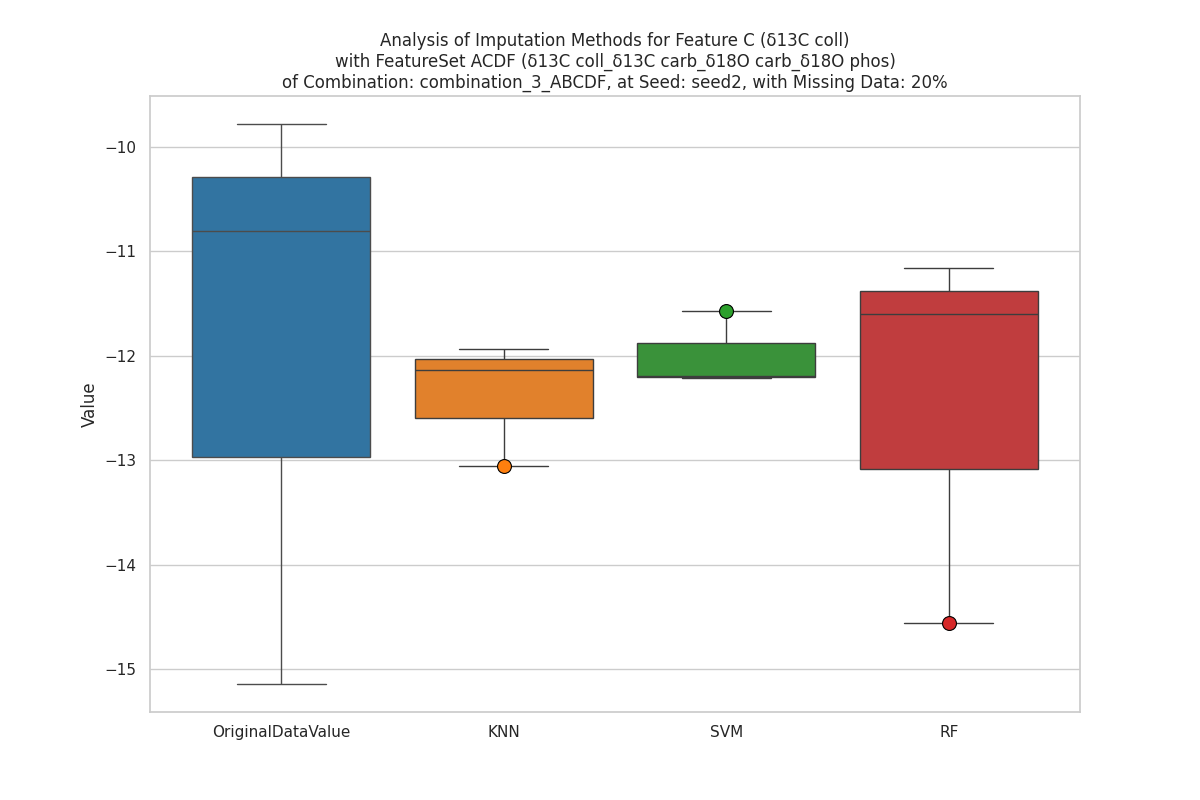 Analysis of Imputation Methods for Feature C (δ13C coll)
with FeatureSet ACDF (δ13C coll_δ13C carb_δ18O carb_δ18O phos)
of Combination: combination_3_ABCDF, at Seed: seed2, with Missing Data: 20%
−10
−11
−12
−13
−14
−15
Value
OriginalDataValue
KNN
SVM
RF